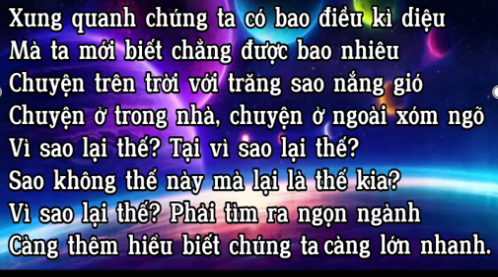 Xung quanh chúng ta có bao điều kì diệu
Mà ta mới biết chẳng được bao nhiêu
Chuyện trên trời với trăng sao nắng gió
Chuyện ở trong nhà, chuyện ở ngoài xóm ngõ
Vì sao lại thế? Tại vì sao lại thế?
Sao không thế này mà lại là thế kia?
Vì sao lại thế? Phải tìm ra ngọn ngành
Càng thêm hiểu biết chúng ta càng lớn nhanh.